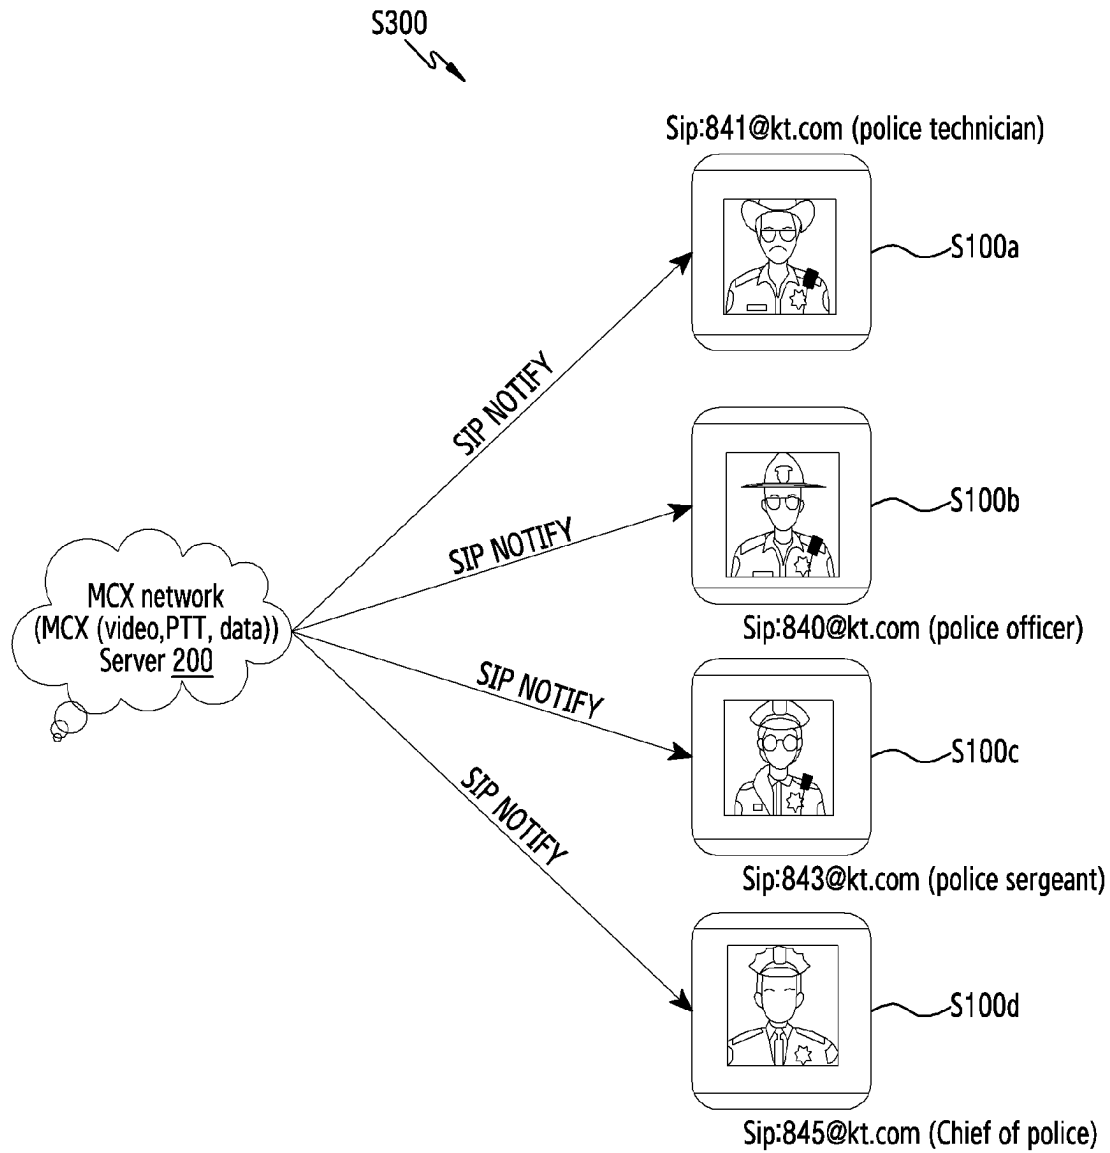 S300
Sip:841@kt.com (police technician)
S100a
SIP NOTIFY
S100b
SIP NOTIFY
MCX network
(MCX (video,PTT, data))
Server 200
Sip:840@kt.com (police officer)
SIP NOTIFY
S100c
SIP NOTIFY
Sip:843@kt.com (police sergeant)
S100d
Sip:845@kt.com (Chief of police)